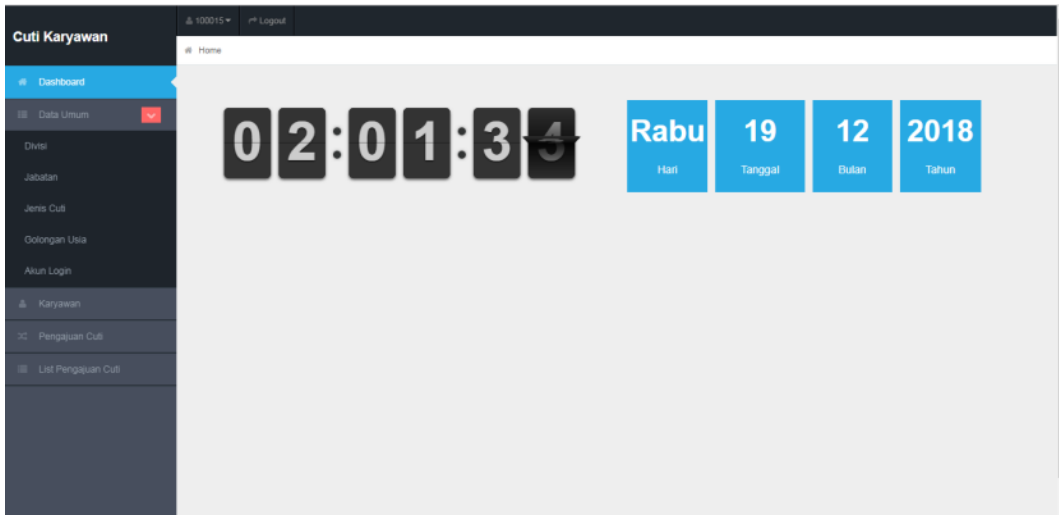 Cuti Karyawan
100015
Logout
Home
Dashboard
Data Umum
Divisi
Jabatan
Jenis Cuti
Golongan Usia
Akun Login
Karyawan
Pengajuan Cuti
List Pengajuan Cuti
02:01:3
Rabu
Hari
19
Tanggal
12
Bulan
2018
Tahun